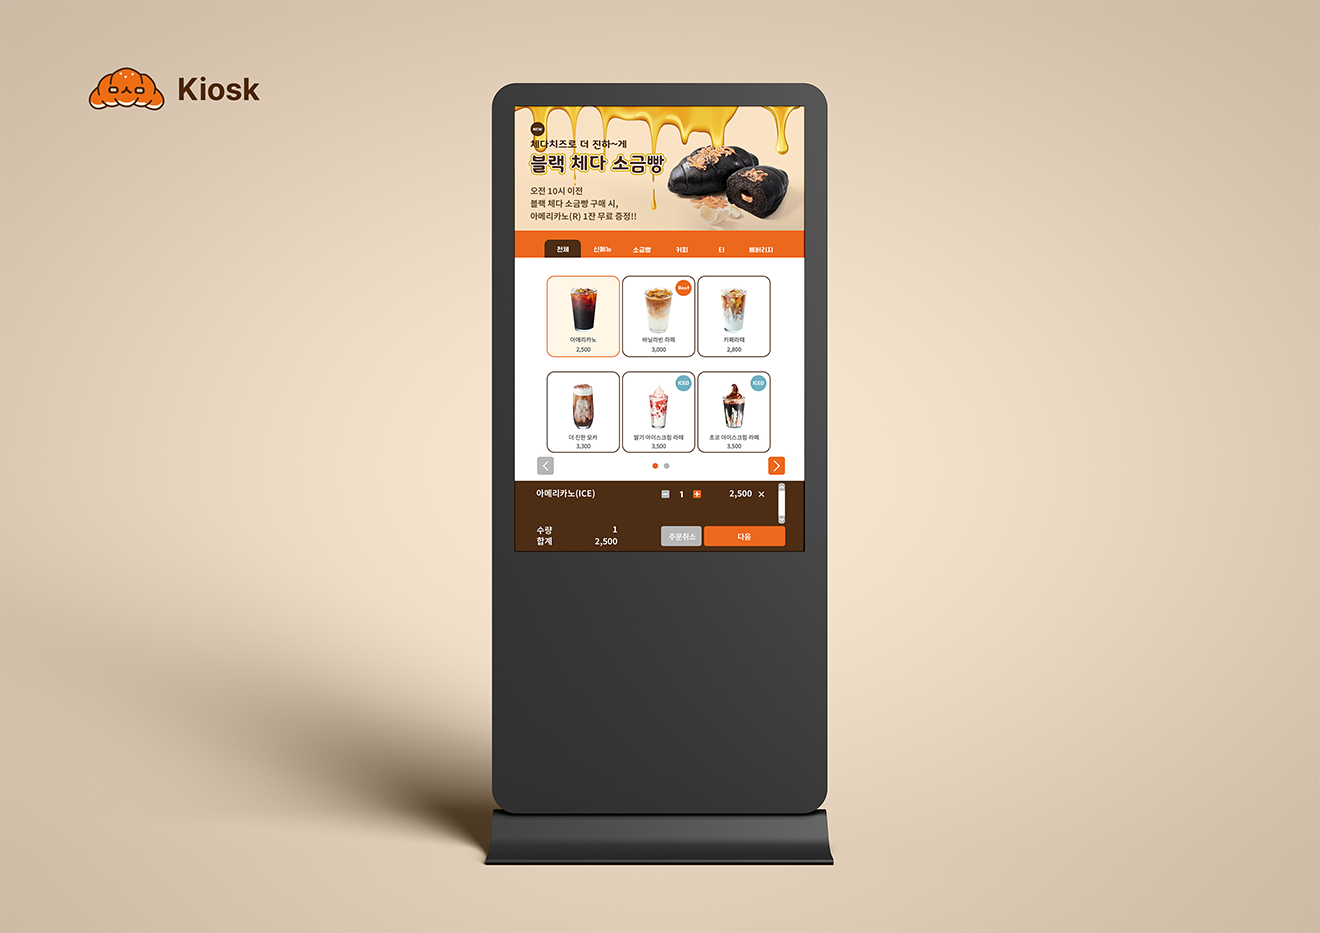 Kiosk
NEW
체다치즈로 더 진하~게
블랙 체다 소금빵
오전 10시 이전
블랙 체다 소금빵 구매 시,
아메리카노(R) 1잔 무료 증정!!
전체 신메뉴 소금빵 커피 티 베버리지
Best
아메리카노 바닐라빈 라떼 카페라떼
2,500 3,000 2,800
ICED ICED
더 진한 모카 딸기 아이스크림 라떼 초코 아이스크림 라떼
3,300 3,500 3,500
아메리카노(ICE) 1 2,500 ×
수량 1
합계 2,500
주문취소 다음